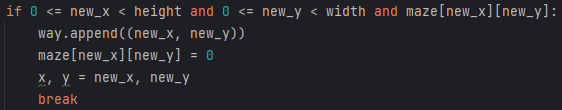 if 0 <= new_x < height and 0 <= new_y < width and maze[new_x][new_y]:
    way.append((new_x, new_y))
    maze[new_x][new_y] = 0
    x, y = new_x, new_y
    break